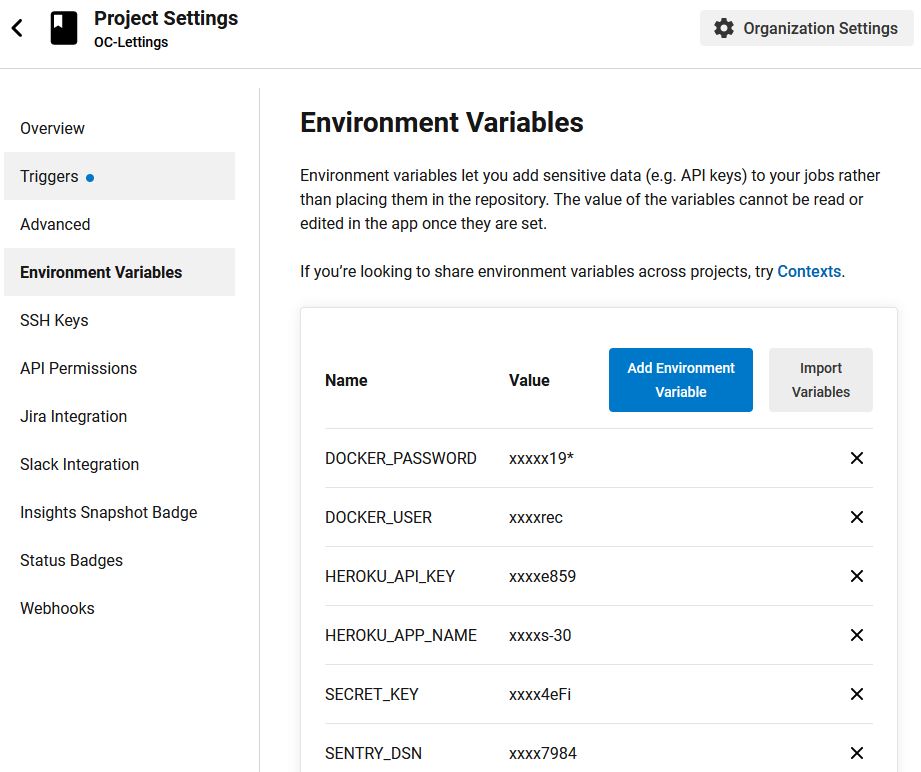 Project Settings
OC-Lettings
Organization Settings
Overview
Triggers
Advanced
Environment Variables
SSH Keys
API Permissions
Jira Integration
Slack Integration
Insights Snapshot Badge
Status Badges
Webhooks
Environment Variables
Environment variables let you add sensitive data (e.g. API keys) to your jobs rather
than placing them in the repository. The value of the variables cannot be read or
edited in the app once they are set.
If you’re looking to share environment variables across projects, try Contexts.
Name Value Add Environment
Variable
Import
Variables
DOCKER_PASSWORD xxxxx19*
DOCKER_USER xxxxrec
HEROKU_API_KEY xxxxe859
HEROKU_APP_NAME xxxxs-30
SECRET_KEY xxxx4eFi
SENTRY_DSN xxxx7984